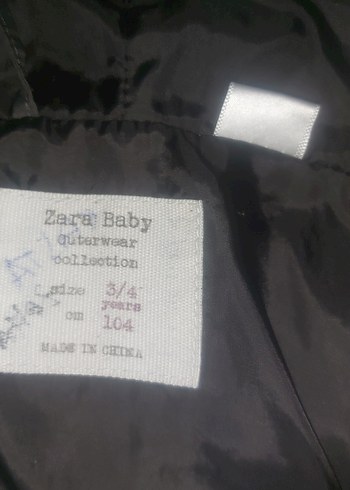 Zara Baby
outerwear
collection
size 3/4
years
cm 104
MADE IN CHINA